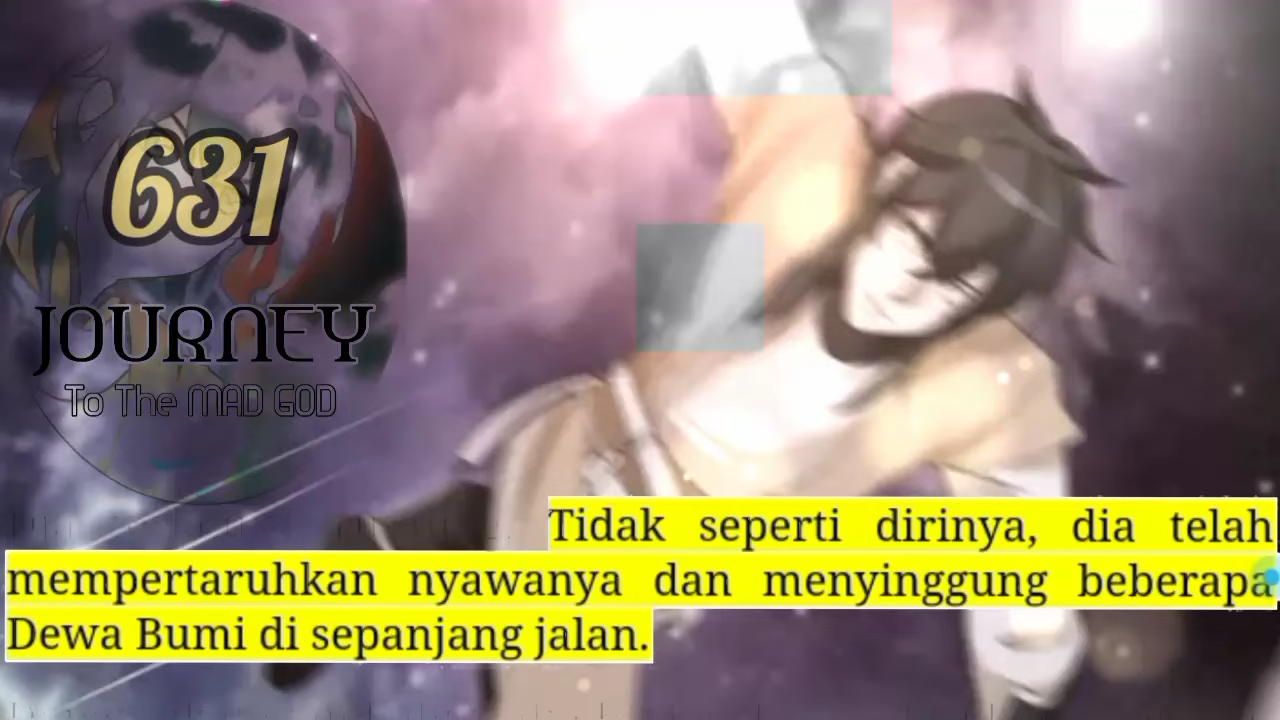 631
JOURNEY
To The MAD GOD
Tidak seperti dirinya, dia telah
mempertaruhkan nyawanya dan menyinggung beberapa
Dewa Bumi di sepanjang jalan.